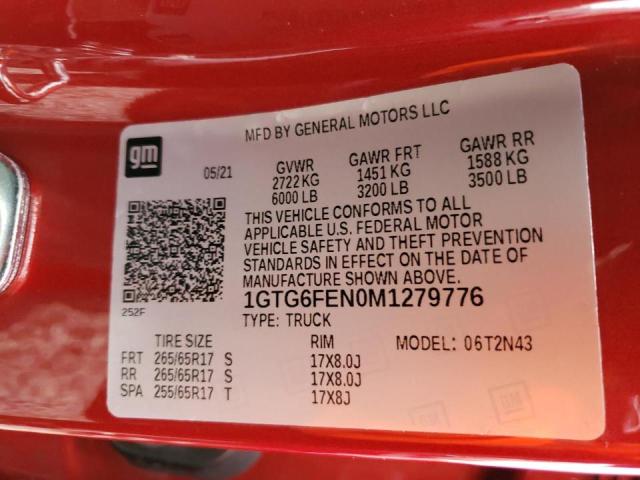 MFD BY GENERAL MOTORS LLC
gm
05/21 GVWR GAWR FRT GAWR RR
2722 KG 1451 KG 1588 KG
6000 LB 3200 LB 3500 LB
THIS VEHICLE CONFORMS TO ALL
APPLICABLE U.S. FEDERAL MOTOR
VEHICLE SAFETY AND THEFT PREVENTION
STANDARDS IN EFFECT ON THE DATE OF
MANUFACTURE SHOWN ABOVE.
252F
1GTG6FEN0M1279776
TYPE: TRUCK
TIRE SIZE RIM MODEL: 06T2N43
FRT 265/65R17 S 17X8.0J
RR 265/65R17 S 17X8.0J
SPA 255/65R17 T 17X8J